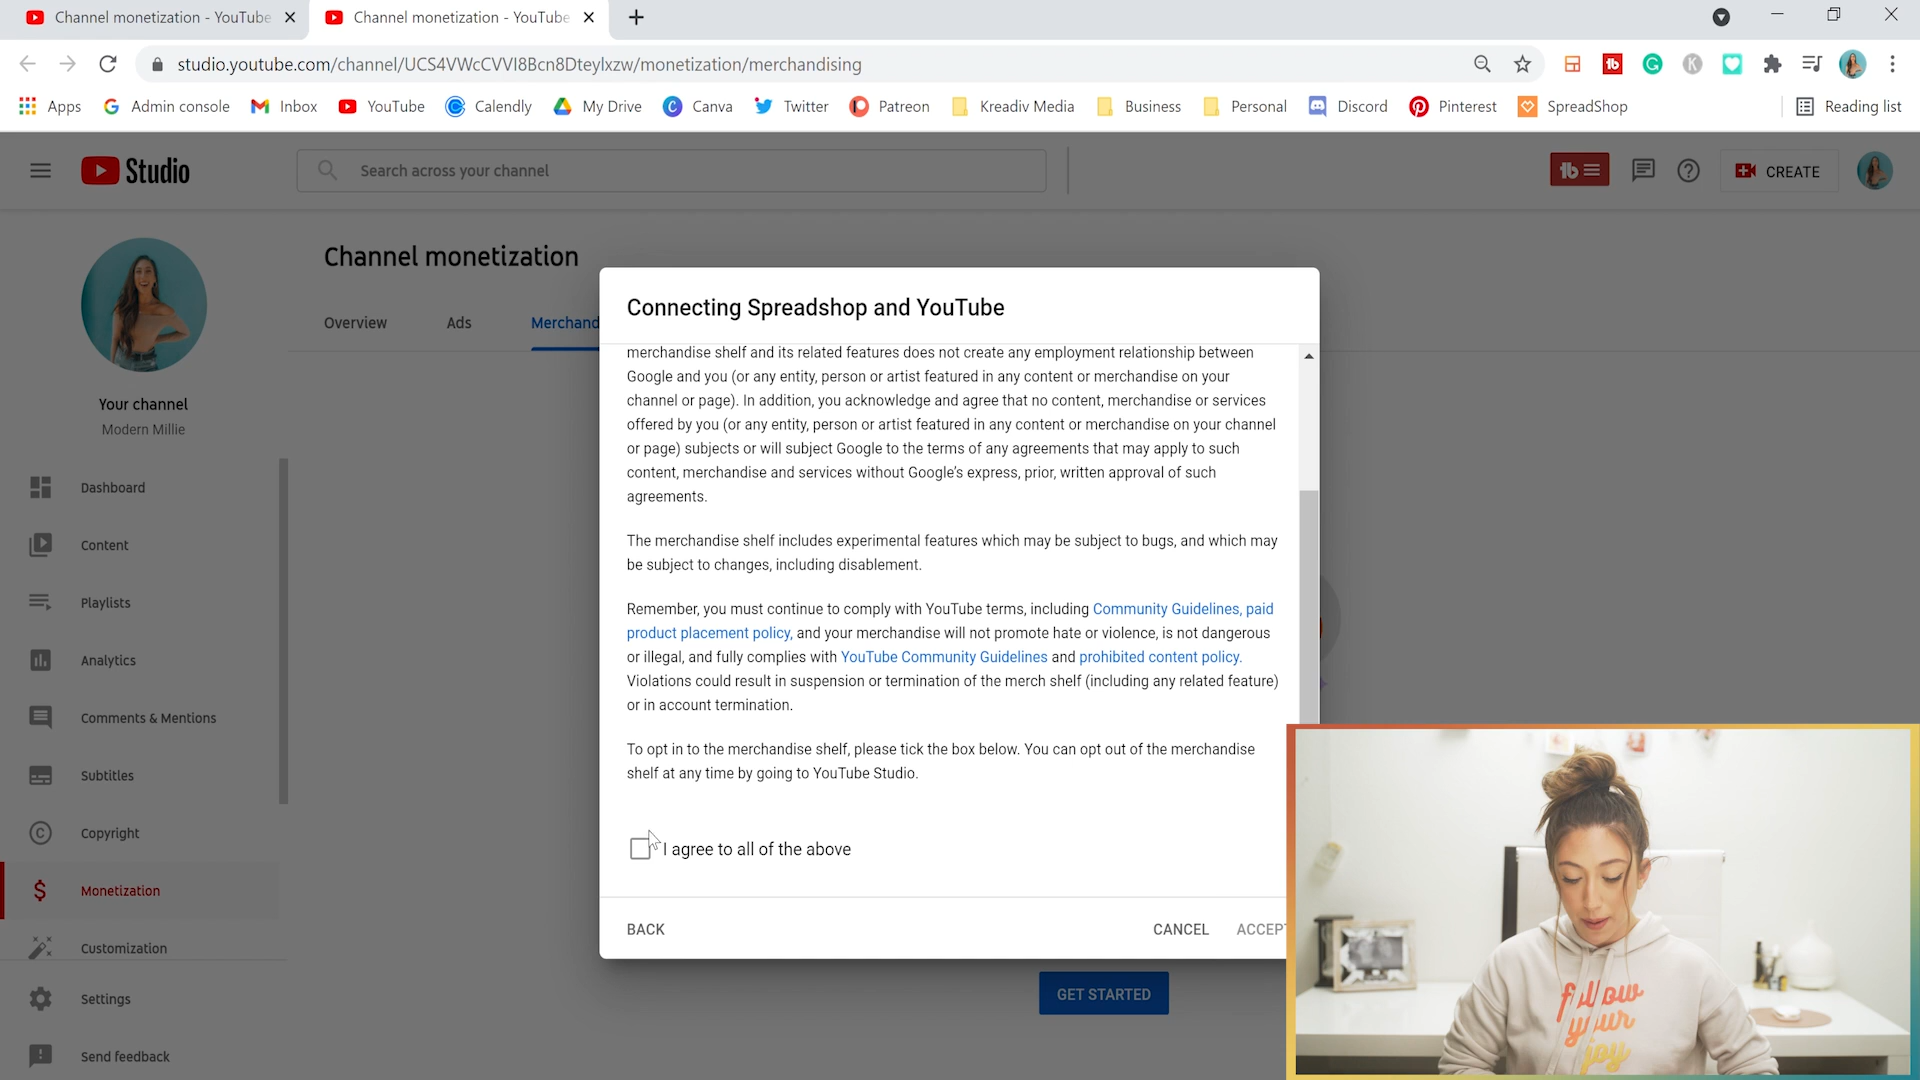 Channel monetization - YouTube
Channel monetization - YouTube
studio.youtube.com/channel/UCS4VWcCVVI8Bcn8Dteylxzw/monetization/merchandising
Apps
Admin console
Inbox
YouTube
Calendly
My Drive
Canva
Twitter
Patreon
Kreadiv Media
Business
Personal
Discord
Pinterest
SpreadShop
Reading list
Studio
Search across your channel
CREATE
Your channel
Modern Millie
Dashboard
Content
Playlists
Analytics
Comments & Mentions
Subtitles
Copyright
Monetization
Customization
Settings
Send feedback
Channel monetization
Overview
Ads
Merchand
Connecting Spreadshop and YouTube
merchandise shelf and its related features does not create any employment relationship between
Google and you (or any entity, person or artist featured in any content or merchandise on your
channel or page). In addition, you acknowledge and agree that no content, merchandise or services
offered by you (or any entity, person or artist featured in any content or merchandise on your channel
or page) subjects or will subject Google to the terms of any agreements that may apply to such
content, merchandise and services without Google's express, prior, written approval of such
agreements.
The merchandise shelf includes experimental features which may be subject to bugs, and which may
be subject to changes, including disablement.
Remember, you must continue to comply with YouTube terms, including Community Guidelines, paid
product placement policy, and your merchandise will not promote hate or violence, is not dangerous
or illegal, and fully complies with YouTube Community Guidelines and prohibited content policy.
Violations could result in suspension or termination of the merch shelf (including any related feature)
or in account termination.
To opt in to the merchandise shelf, please tick the box below. You can opt out of the merchandise
shelf at any time by going to YouTube Studio.
I agree to all of the above
BACK
CANCEL
ACCEPT
GET STARTED
follow
your
joy